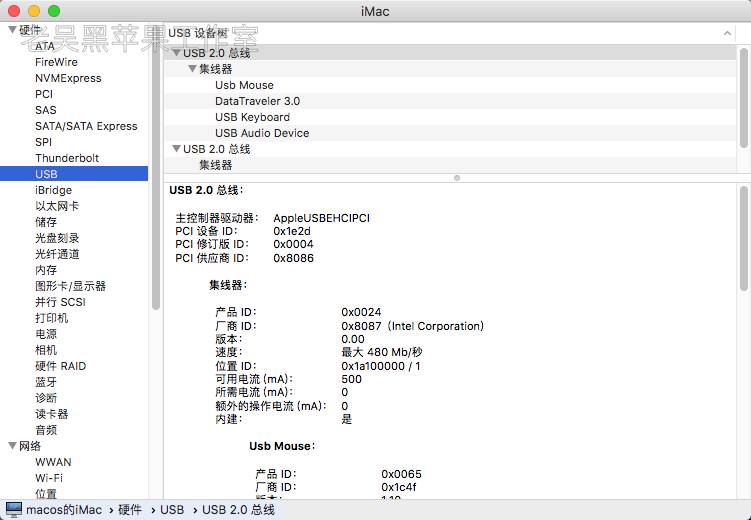 iMac
老吴黑苹果工作室
硬件
ATA
FireWire
NVMExpress
PCI
SAS
SATA/SATA Express
SPI
Thunderbolt
USB
iBridge
以太网卡
储存
光盘刻录
光纤通道
内存
图形卡/显示器
并行 SCSI
打印机
电源
相机
硬件 RAID
蓝牙
诊断
读卡器
音频
网络
WWAN
Wi-Fi
位置
USB 设备树
USB 2.0 总线
集线器
Usb Mouse
DataTraveler 3.0
USB Keyboard
USB Audio Device
USB 2.0 总线
集线器
USB 2.0 总线：
主控制器驱动器： AppleUSBEHCIPCI
PCI 设备 ID： 0x1e2d
PCI 修订版 ID： 0x0004
PCI 供应商 ID： 0x8086
集线器：
产品 ID： 0x0024
厂商 ID： 0x8087（Intel Corporation）
版本： 0.00
速度： 最大 480 Mb/秒
位置 ID： 0x1a100000 / 1
可用电流 (mA)： 500
所需电流 (mA)： 0
额外的操作电流 (mA)： 0
内建： 是
Usb Mouse：
产品 ID： 0x0065
厂商 ID： 0x1c4f
版本： 1.10
macos的iMac › 硬件 › USB › USB 2.0 总线